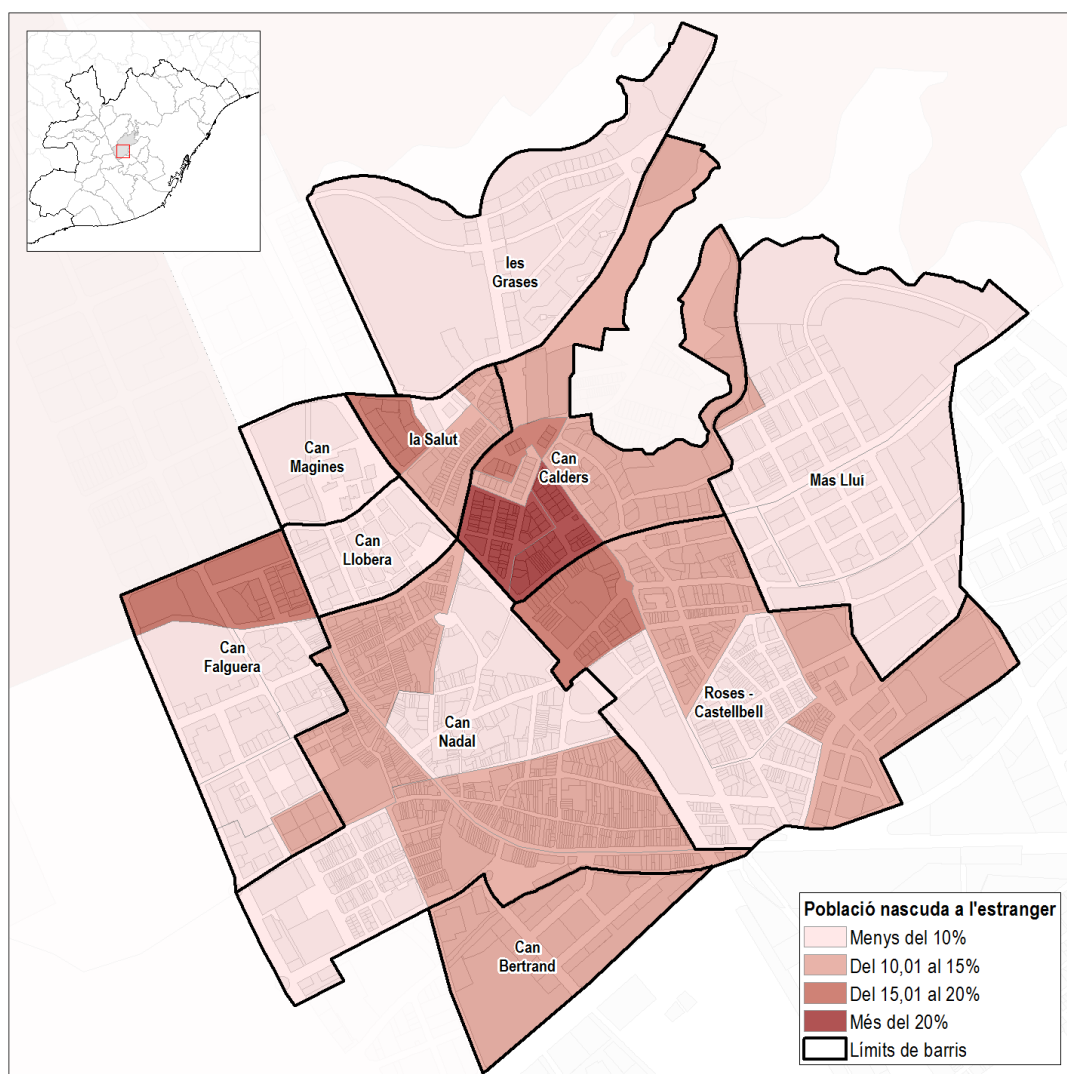 les
Grases
la Salut
Can
Magines
Can
Calders
Mas Lluí
Can
Llobera
Can
Falguera
Roses -
Castellbell
Can
Nadal
Can
Bertrand
Població nascuda a l'estranger
Menys del 10%
Del 10,01 al 15%
Del 15,01 al 20%
Més del 20%
Límits de barris